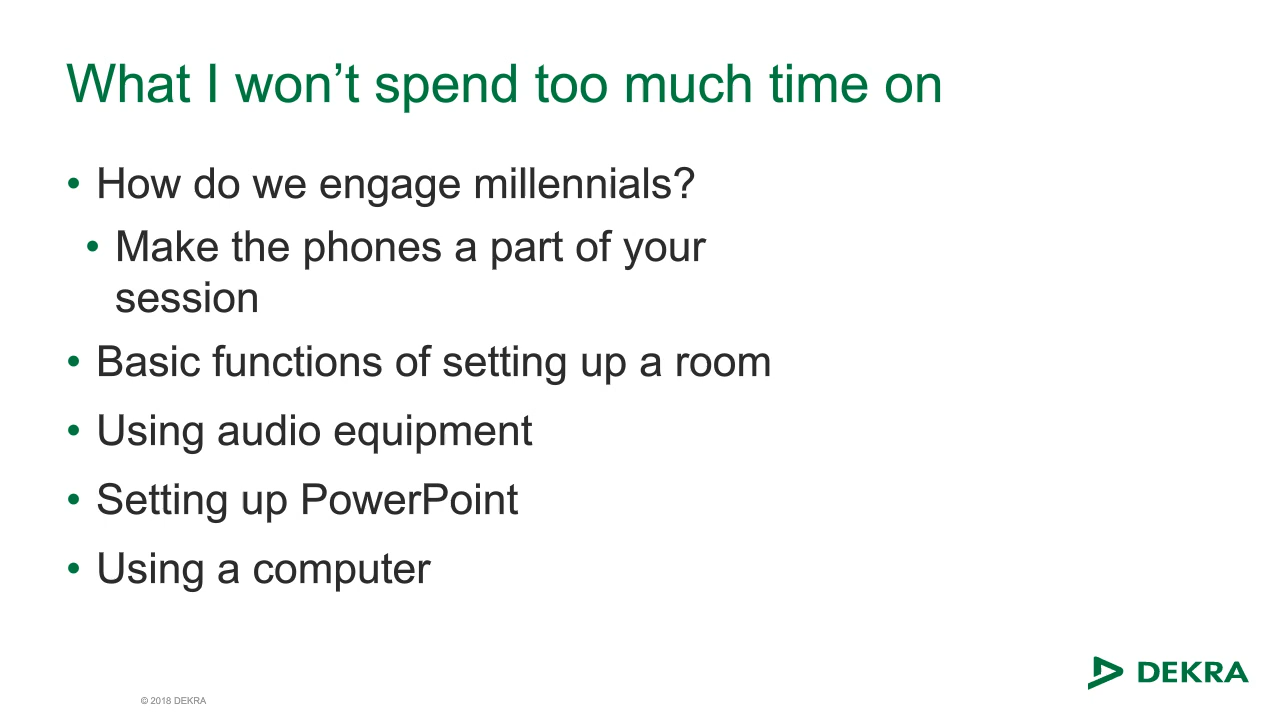 What I won’t spend too much time on
• How do we engage millennials?
• Make the phones a part of your
session
• Basic functions of setting up a room
• Using audio equipment
• Setting up PowerPoint
• Using a computer
DEKRA
© 2018 DEKRA